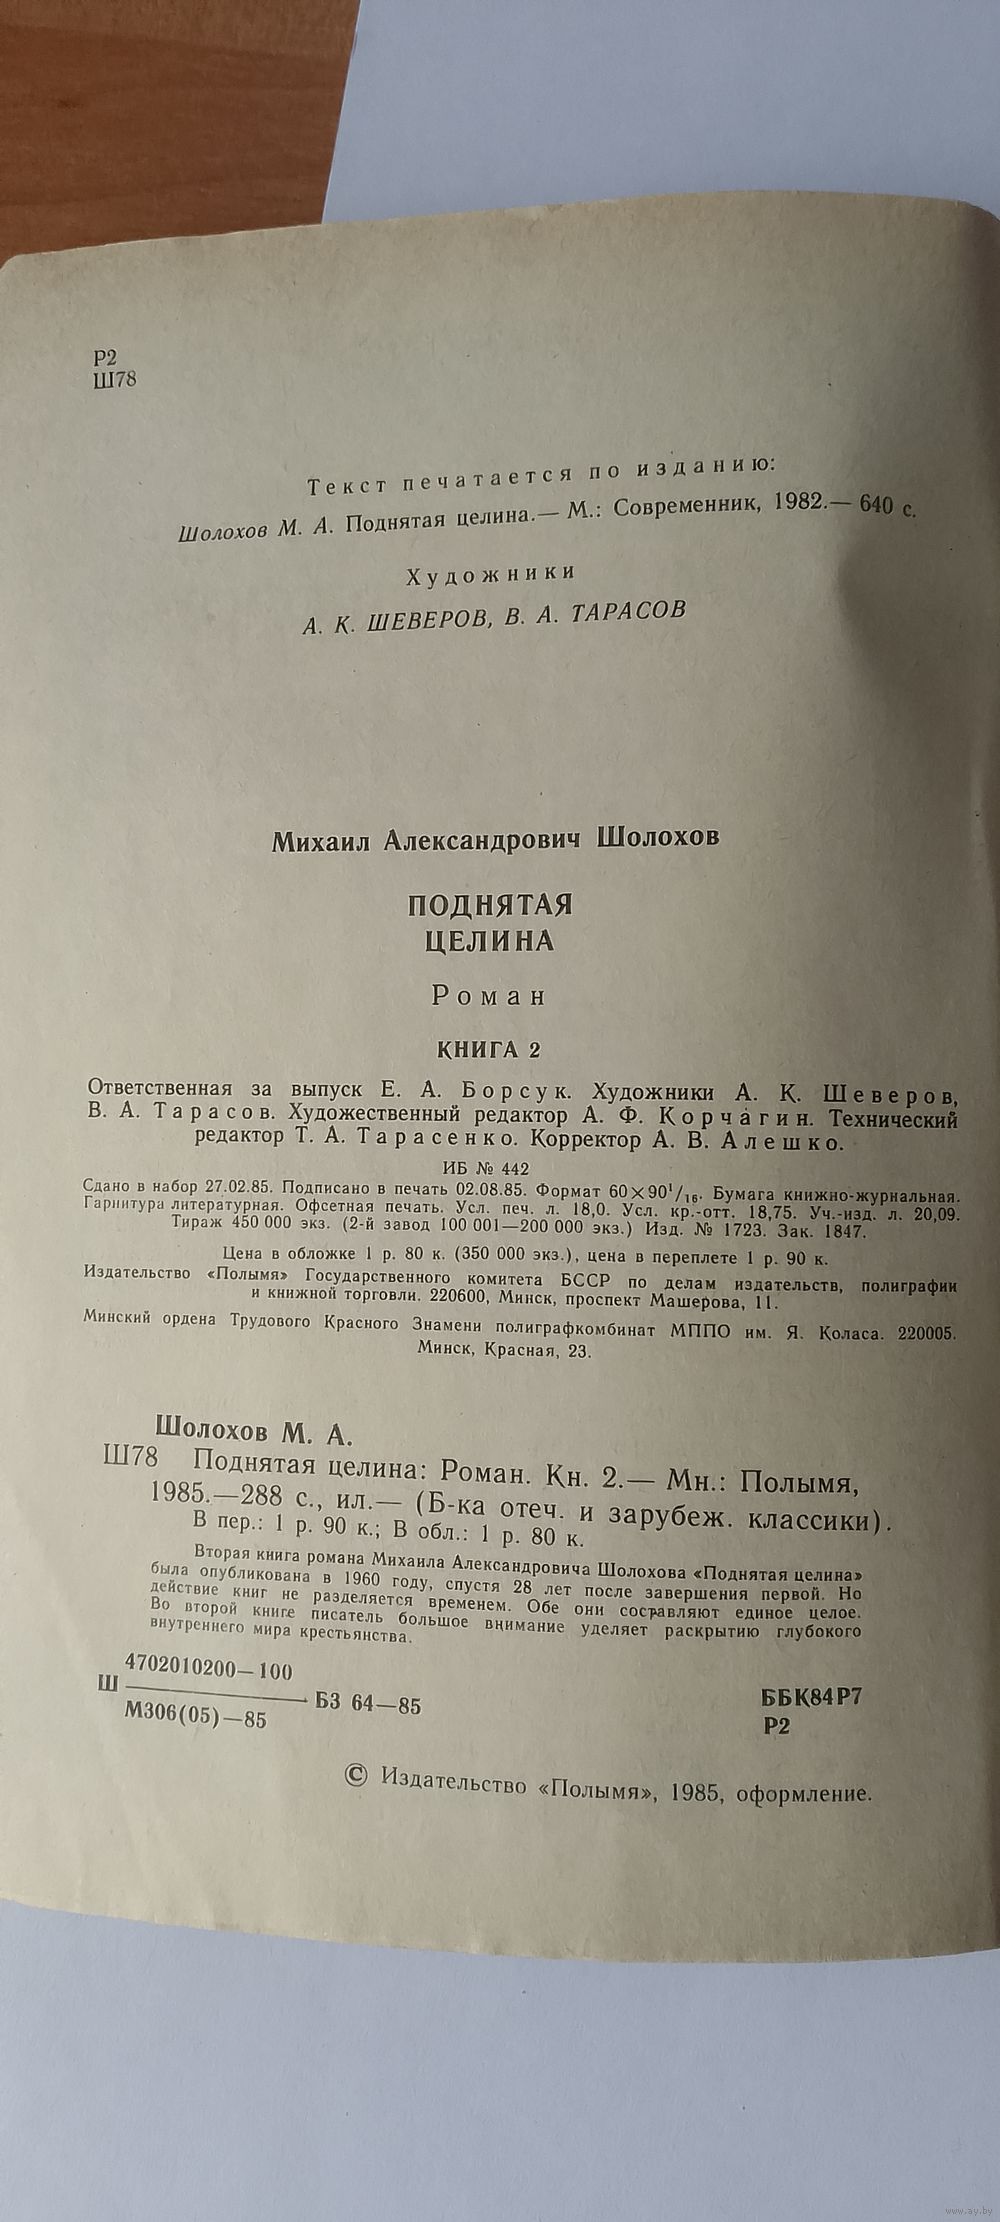 Р2
Ш78
Текст печатается по изданию:
Шолохов М. А. Поднятая целина.— М.: Современник, 1982.— 640 с.
Художники
А. К. ШЕВЕРОВ, В. А. ТАРАСОВ
Михаил Александрович Шолохов
ПОДНЯТАЯ
ЦЕЛИНА
Роман
КНИГА 2
Ответственная за выпуск Е. А. Борсук. Художники А. К. Шеверов,
В. А. Тарасов. Художественный редактор А. Ф. Корчагин. Технический
редактор Т. А. Тарасенко. Корректор А. В. Алешко.
ИБ № 442
Сдано в набор 27.02.85. Подписано в печать 02.08.85. Формат 60×90¹/₁₆. Бумага книжно-журнальная.
Гарнитура литературная. Офсетная печать. Усл. печ. л. 18,0. Усл. кр.-отт. 18,75. Уч.-изд. л. 20,09.
Тираж 450 000 экз. (2-й завод 100 001—200 000 экз.) Изд. № 1723. Зак. 1847.
Цена в обложке 1 р. 80 к. (350 000 экз.), цена в переплете 1 р. 90 к.
Издательство «Полымя» Государственного комитета БССР по делам издательств, полиграфии
и книжной торговли. 220600, Минск, проспект Машерова, 11.
Минский ордена Трудового Красного Знамени полиграфкомбинат МППО им. Я. Коласа. 220005.
Минск, Красная, 23.
Шолохов М. А.
Ш78 Поднятая целина: Роман. Кн. 2.— Мн.: Полымя,
1985.—288 с., ил.— (Б-ка отеч. и зарубеж. классики).
В пер.: 1 р. 90 к.; В обл.: 1 р. 80 к.
Вторая книга романа Михаила Александровича Шолохова «Поднятая целина»
была опубликована в 1960 году, спустя 28 лет после завершения первой. Но
действие книг не разделяется временем. Обе они составляют единое целое.
Во второй книге писатель большое внимание уделяет раскрытию глубокого
внутреннего мира крестьянства.
4702010200—100
Ш БЗ 64—85
М306(05)—85
ББК84Р7
Р2
© Издательство «Полымя», 1985, оформление.
www.ay.by